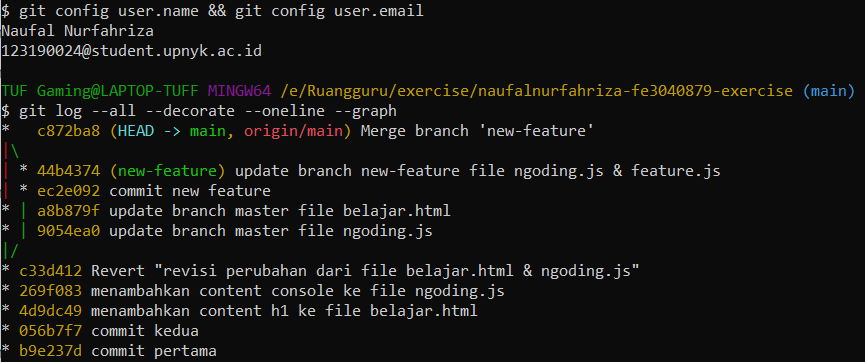 $ git config user.name && git config user.email
Naufal Nurfahriza
123190024@student.upnyk.ac.id
TUF Gaming@LAPTOP-TUFF MINGW64 /e/Ruangguru/exercise/naufalnurfahriza-fe3040879-exercise (main)
$ git log --all --decorate --oneline --graph
*   c872ba8 (HEAD -> main, origin/main) Merge branch 'new-feature'
|\
| * 44b4374 (new-feature) update branch new-feature file ngoding.js & feature.js
| * ec2e092 commit new feature
* | a8b879f update branch master file belajar.html
* | 9054ea0 update branch master file ngoding.js
|/
* c33d412 Revert "revisi perubahan dari file belajar.html & ngoding.js"
* 269f083 menambahkan content console ke file ngoding.js
* 4d9dc49 menambahkan content h1 ke file belajar.html
* 056b7f7 commit kedua
* b9e237d commit pertama